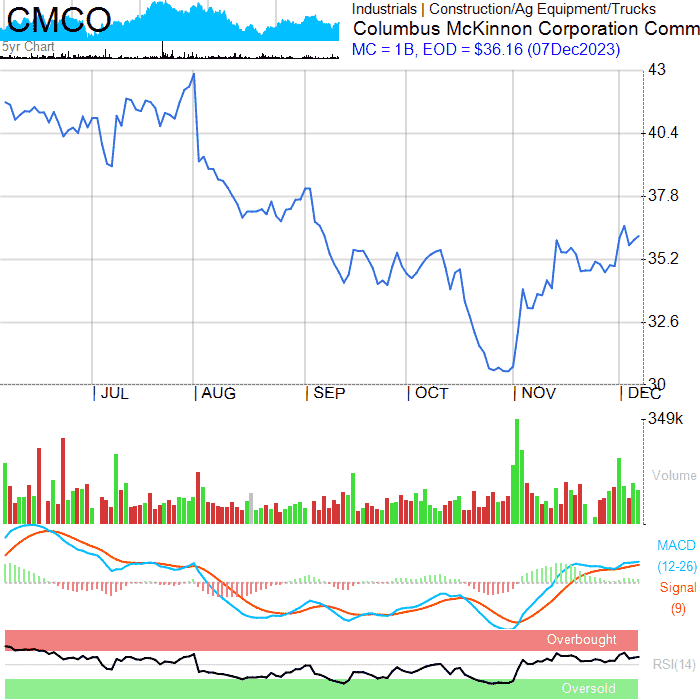 CMCO
5yr Chart
Industrials | Construction/Ag Equipment/Trucks
Columbus McKinnon Corporation Comm
MC = 1B, EOD = $36.16 (07Dec2023)
43
40.4
37.8
35.2
32.6
30
| JUL | AUG | SEP | OCT | NOV | DEC
349k
Volume
MACD
(12-26)
Signal
(9)
Overbought
RSI(14)
Oversold